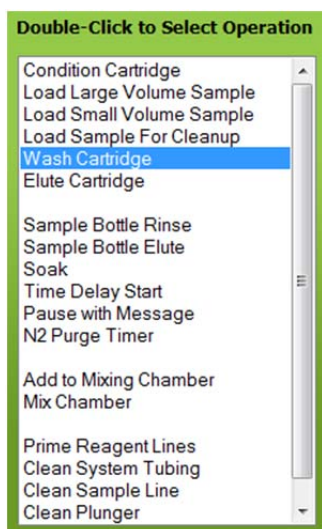 Double-Click to Select Operation
Condition Cartridge
Load Large Volume Sample
Load Small Volume Sample
Load Sample For Cleanup
Wash Cartridge
Elute Cartridge
Sample Bottle Rinse
Sample Bottle Elute
Soak
Time Delay Start
Pause with Message
N2 Purge Timer
Add to Mixing Chamber
Mix Chamber
Prime Reagent Lines
Clean System Tubing
Clean Sample Line
Clean Plunger